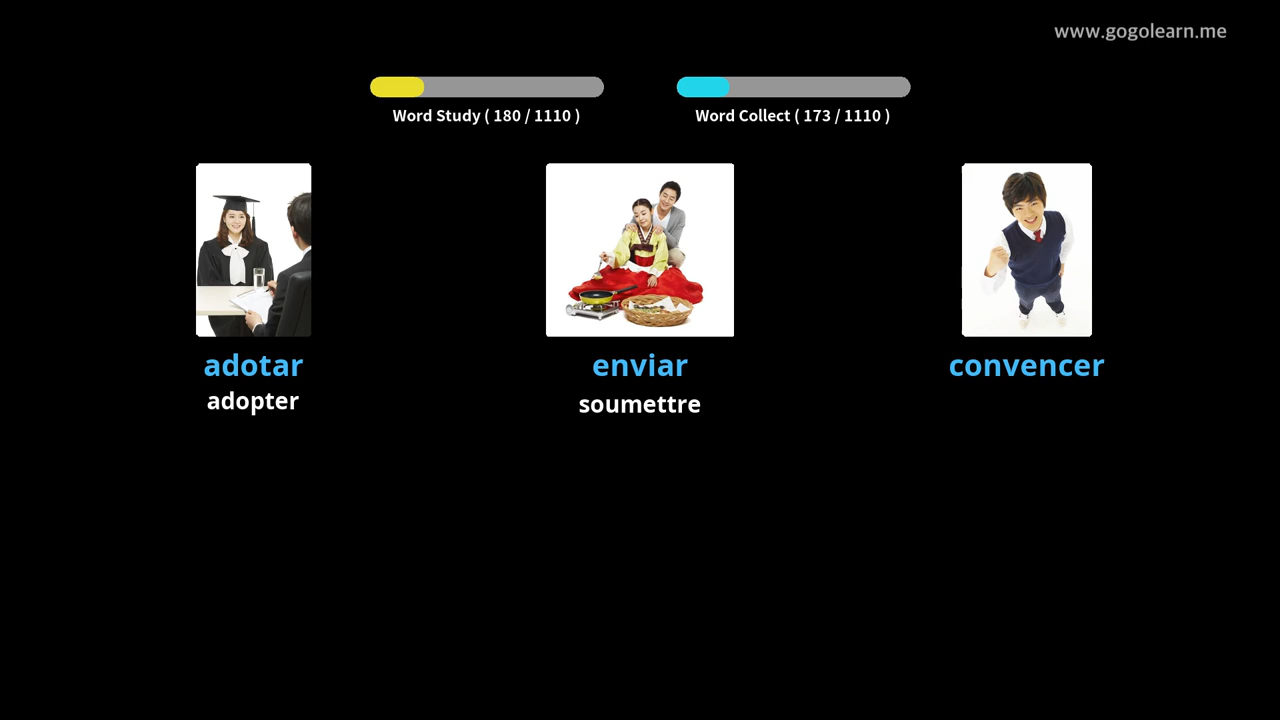 www.gogolearn.me
Word Study ( 180 / 1110 )
Word Collect ( 173 / 1110 )
adotar
adopter
enviar
soumettre
convencer